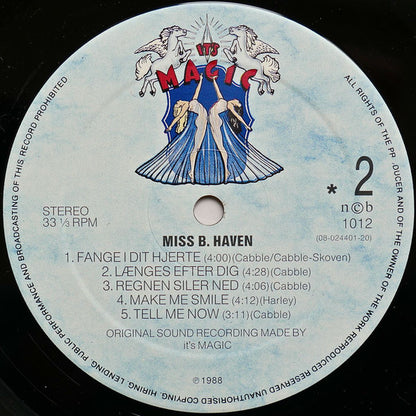 IT'S
MAGIC
STEREO
33 ⅓ RPM
* 2
n©b
1012
(08-024401-20)
MISS B. HAVEN
1. FANGE I DIT HJERTE (4:00)(Cabble/Cabble-Skoven)
2. LÆNGES EFTER DIG (4:28)(Cabble)
3. REGNEN SILER NED (4:06)(Cabble)
4. MAKE ME SMILE (4:12)(Harley)
5. TELL ME NOW (3:11)(Cabble)
ORIGINAL SOUND RECORDING MADE BY
it's MAGIC
℗ 1988
ALL RIGHTS OF THE PR DUCER AND OF THE OWNER OF THE WORK REPRODUCED RESERVED UNAUTHORISED COPYING, HIRING, LENDING, PUBLIC PERFORMANCE AND BROADCASTING OF THIS RECORD PROHIBITED